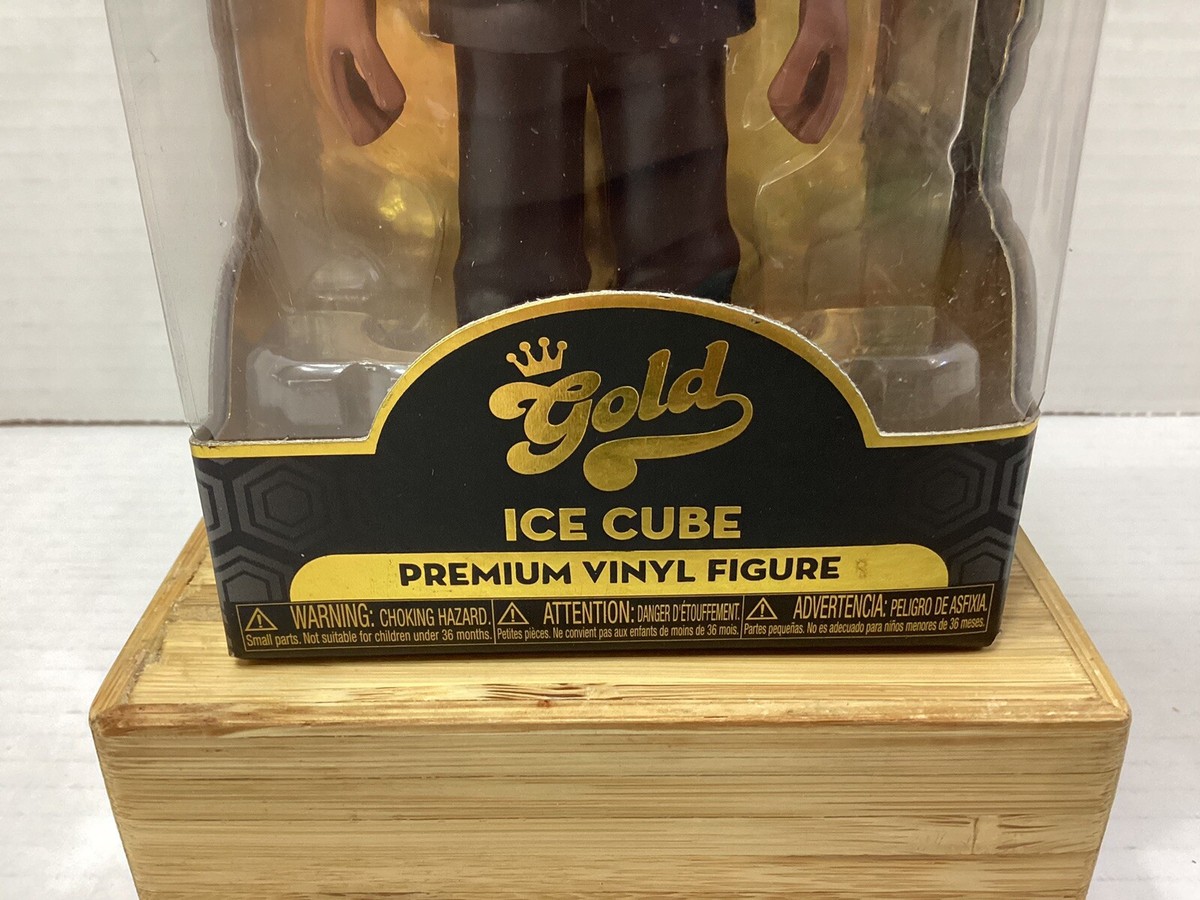 Gold
ICE CUBE
PREMIUM VINYL FIGURE
WARNING: CHOKING HAZARD.
Small parts. Not suitable for children under 36 months.
ATTENTION: DANGER D'ÉTOUFFEMENT.
Petites pièces. Ne convient pas aux enfants de moins de 36 mois.
ADVERTENCIA: PELIGRO DE ASFIXIA.
Partes pequeñas. No es adecuado para niños menores de 36 meses.